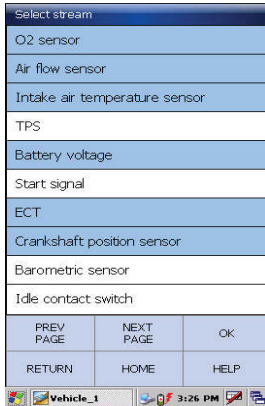 Select stream
O2 sensor
Air flow sensor
Intake air temperature sensor
TPS
Battery voltage
Start signal
ECT
Crankshaft position sensor
Barometric sensor
Idle contact switch
PREV PAGE
NEXT PAGE
OK
RETURN
HOME
HELP
Vehicle_1
3:26 PM